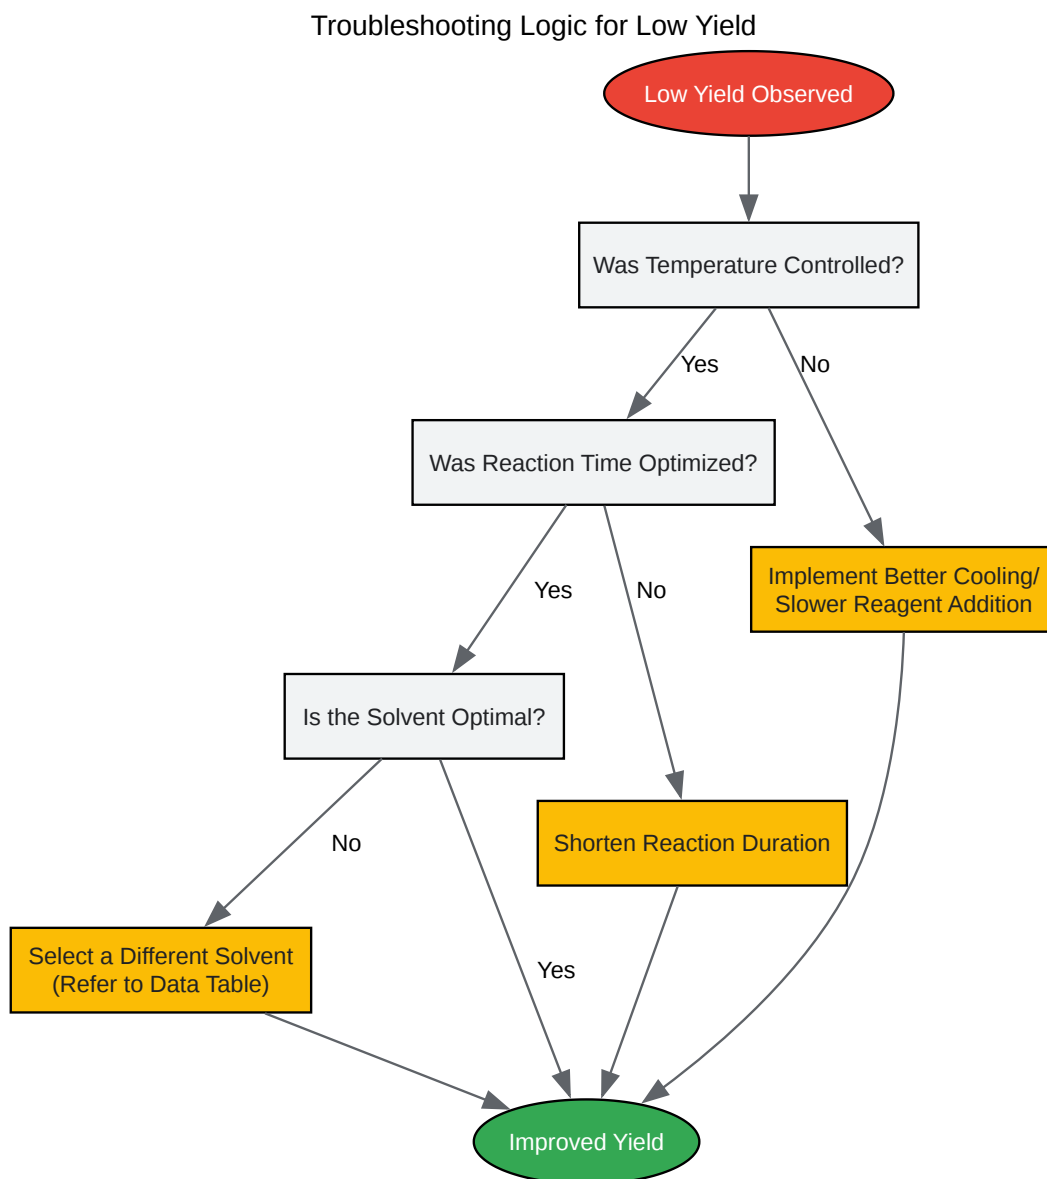 Troubleshooting Logic for Low Yield
Low Yield Observed
Was Temperature Controlled?
Yes
No
Was Reaction Time Optimized?
Implement Better Cooling/
Slower Reagent Addition
Yes
No
Is the Solvent Optimal?
Shorten Reaction Duration
No
Select a Different Solvent
(Refer to Data Table)
Yes
Improved Yield